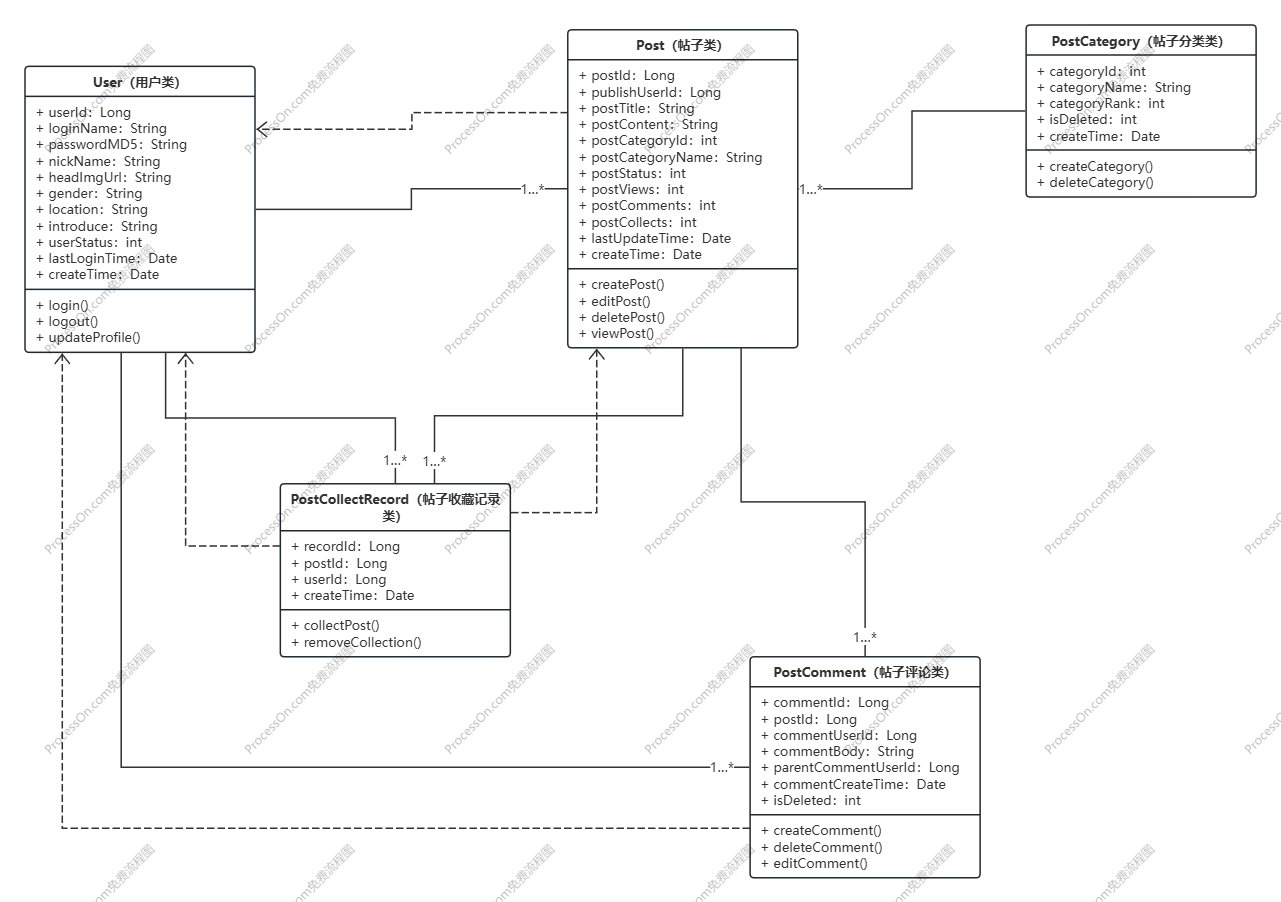 User（用户类）
+ userId： Long
+ loginName： String
+ passwordMD5： String
+ nickName： String
+ headImgUrl： String
+ gender： String
+ location： String
+ introduce： String
+ userStatus： int
+ lastLoginTime： Date
+ createTime： Date
+ login()
+ logout()
+ updateProfile()
Post（帖子类）
+ postId： Long
+ publishUserId： Long
+ postTitle： String
+ postContent： String
+ postCategoryId： int
+ postCategoryName： String
+ postStatus： int
+ postViews： int
+ postComments： int
+ postCollects： int
+ lastUpdateTime： Date
+ createTime： Date
+ createPost()
+ editPost()
+ deletePost()
+ viewPost()
PostCategory（帖子分类类）
+ categoryId： int
+ categoryName： String
+ categoryRank： int
+ isDeleted： int
+ createTime： Date
+ createCategory()
+ deleteCategory()
1...*
1...*
1...*
1...*
PostCollectRecord（帖子收藏记录
类）
+ recordId： Long
+ postId： Long
+ userId： Long
+ createTime： Date
+ collectPost()
+ removeCollection()
1...*
1...*
PostComment（帖子评论类）
+ commentId： Long
+ postId： Long
+ commentUserId： Long
+ commentBody： String
+ parentCommentUserId： Long
+ commentCreateTime： Date
+ isDeleted： int
+ createComment()
+ deleteComment()
+ editComment()
ProcessOn.com免费流程图